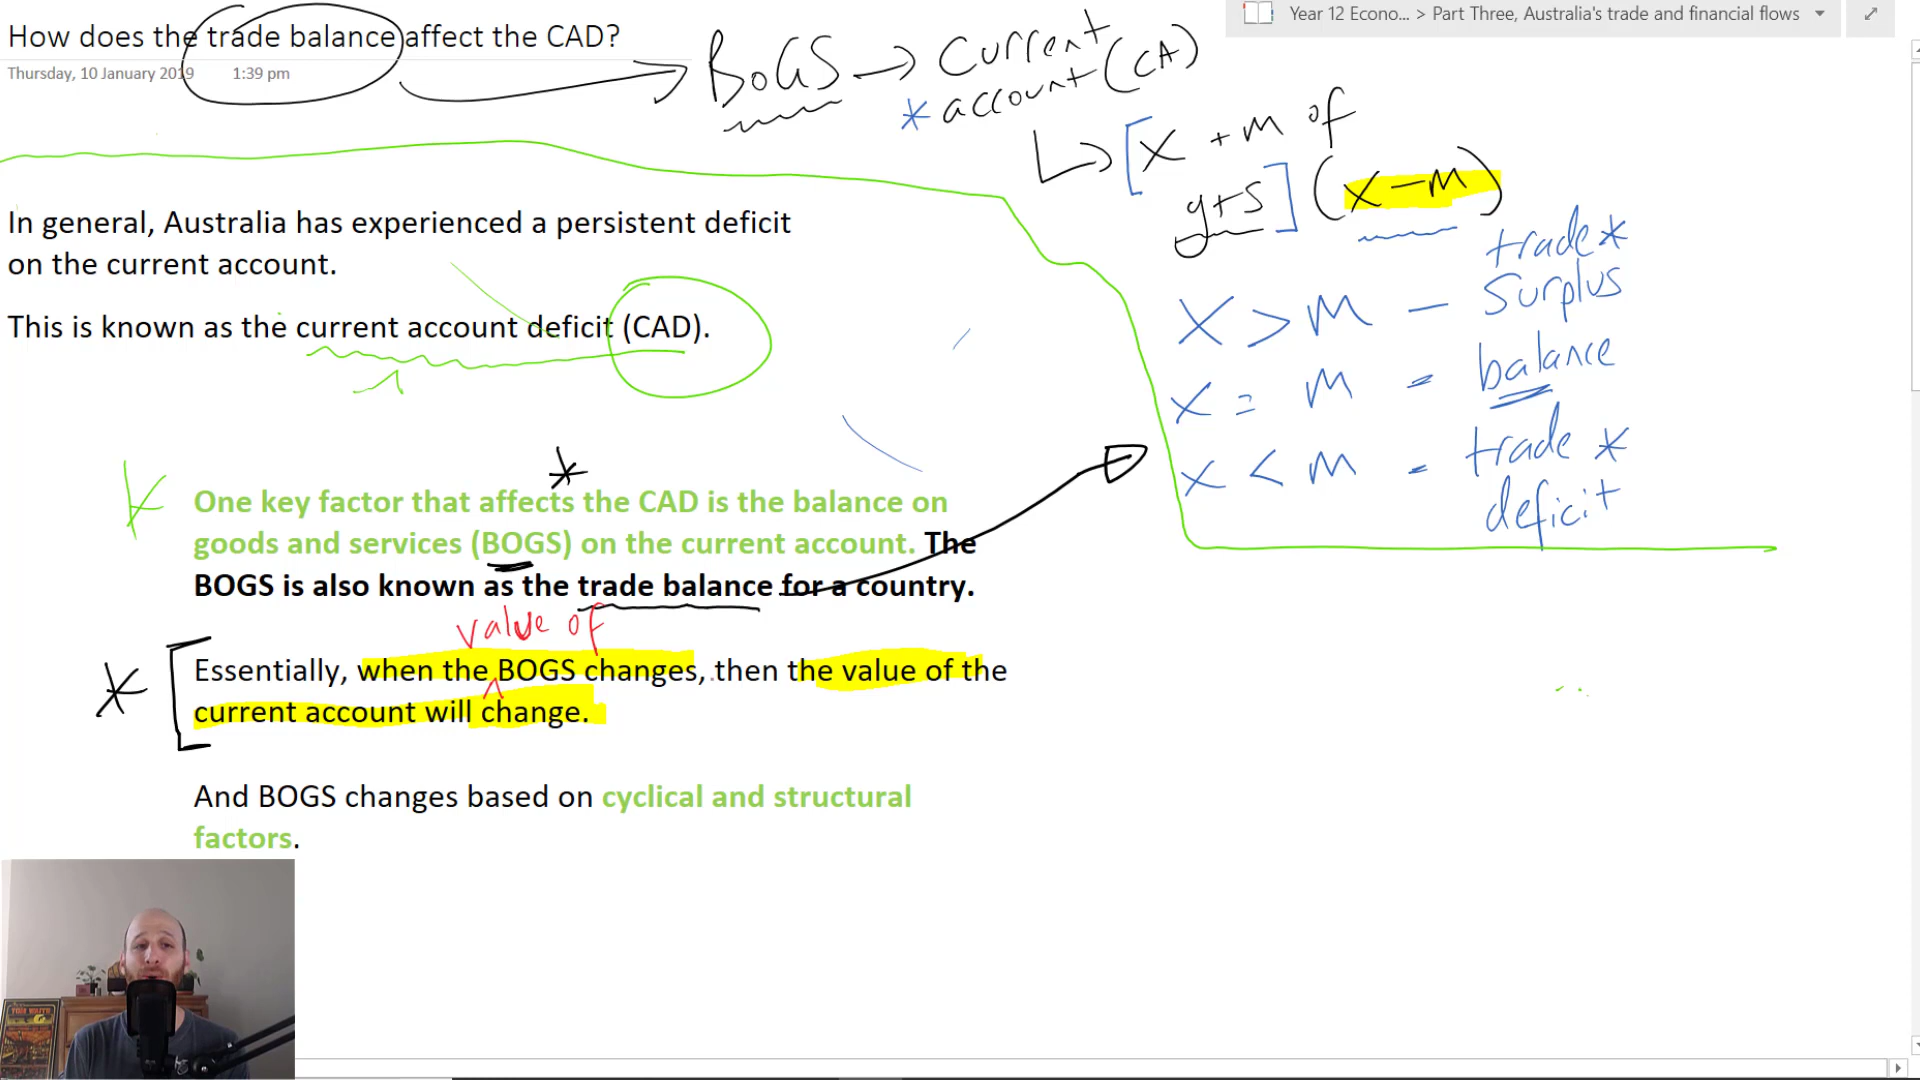 Year 12 Econo... > Part Three, Australia's trade and financial flows
How does the trade balance affect the CAD?
Thursday, 10 January 2019 1:39 pm
BoGS → Current
* account (CA)
[X + m of
g+s] (x-m)
In general, Australia has experienced a persistent deficit
on the current account.
This is known as the current account deficit (CAD).
X > m - trade *
surplus
x = m = balance
x < m = trade *
deficit
*
One key factor that affects the CAD is the balance on
goods and services (BOGS) on the current account. The
BOGS is also known as the trade balance for a country.
value of
* Essentially, when the BOGS changes, then the value of the
current account will change.
And BOGS changes based on cyclical and structural
factors.
TOM WAITS